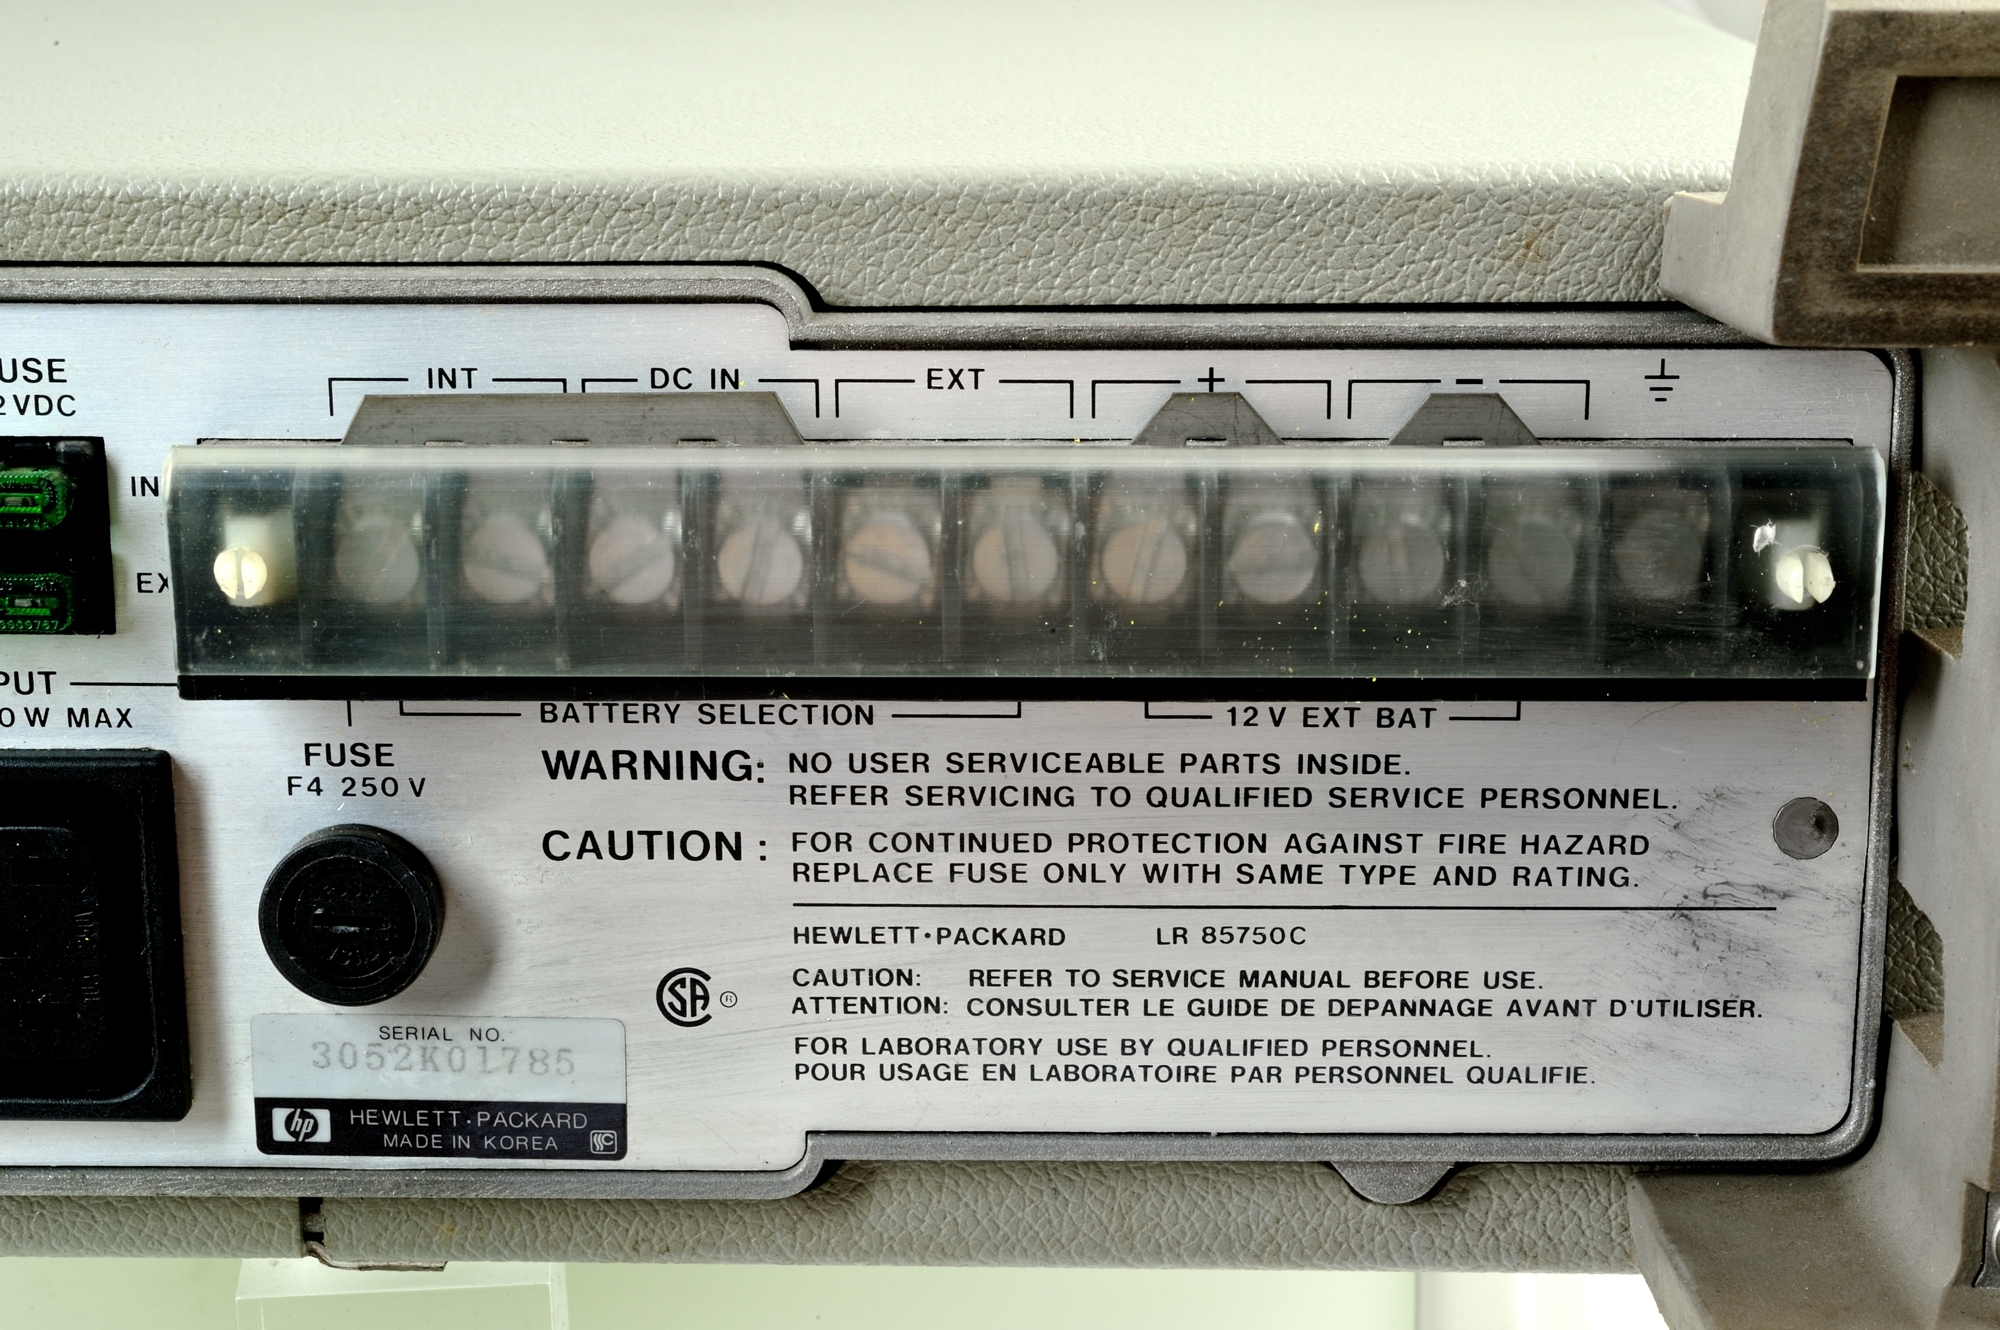 USE
2VDC
INT
DC IN
EXT
+
−
IN
EX
PUT
0W MAX
BATTERY SELECTION
12 V EXT BAT
FUSE
F4 250 V
WARNING: NO USER SERVICEABLE PARTS INSIDE.
REFER SERVICING TO QUALIFIED SERVICE PERSONNEL.
CAUTION : FOR CONTINUED PROTECTION AGAINST FIRE HAZARD
REPLACE FUSE ONLY WITH SAME TYPE AND RATING.
HEWLETT·PACKARD LR 85750C
CAUTION: REFER TO SERVICE MANUAL BEFORE USE.
ATTENTION: CONSULTER LE GUIDE DE DEPANNAGE AVANT D'UTILISER.
SA ®
FOR LABORATORY USE BY QUALIFIED PERSONNEL.
POUR USAGE EN LABORATOIRE PAR PERSONNEL QUALIFIE.
SERIAL NO.
3052K01785
hp HEWLETT·PACKARD
MADE IN KOREA